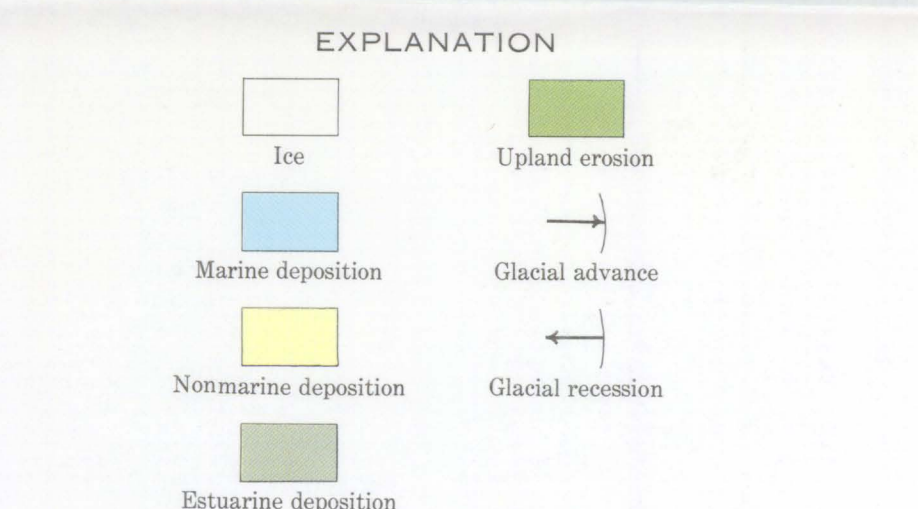 EXPLANATION
Ice
Upland erosion
Marine deposition
Glacial advance
Nonmarine deposition
Glacial recession
Estuarine deposition